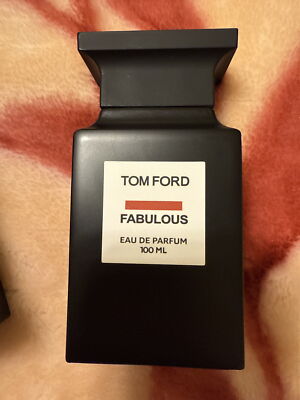 TOM FORD
FABULOUS
EAU DE PARFUM
100 ML